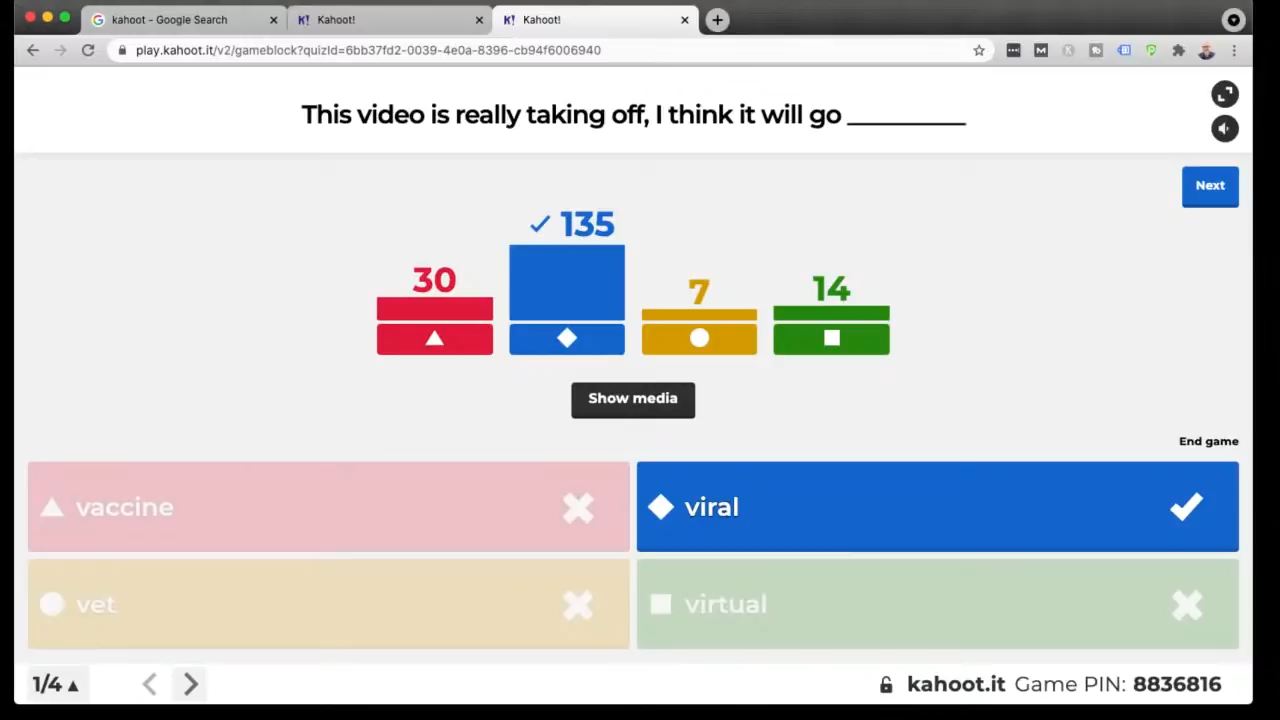 kahoot - Google Search
K! Kahoot!
K! Kahoot!
play.kahoot.it/v2/gameblock?quizId=6bb37fd2-0039-4e0a-8396-cb94f6006940
This video is really taking off, I think it will go _________
Next
30
135
7
14
Show media
End game
vaccine
viral
vet
virtual
1/4
kahoot.it Game PIN: 8836816